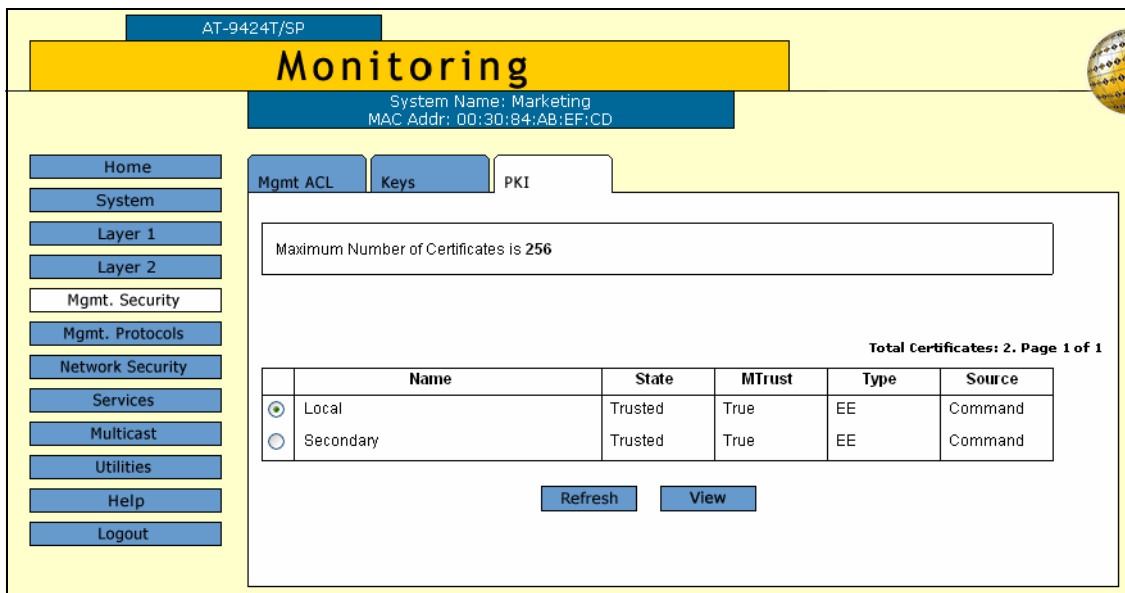 AT-9424T/SP
Monitoring
System Name: Marketing
MAC Addr: 00:30:84:AB:EF:CD
Home
System
Layer 1
Layer 2
Mgmt. Security
Mgmt. Protocols
Network Security
Services
Multicast
Utilities
Help
Logout
Mgmt ACL Keys PKI
Maximum Number of Certificates is 256
Total Certificates: 2. Page 1 of 1
Name State MTrust Type Source
Local Trusted True EE Command
Secondary Trusted True EE Command
Refresh View